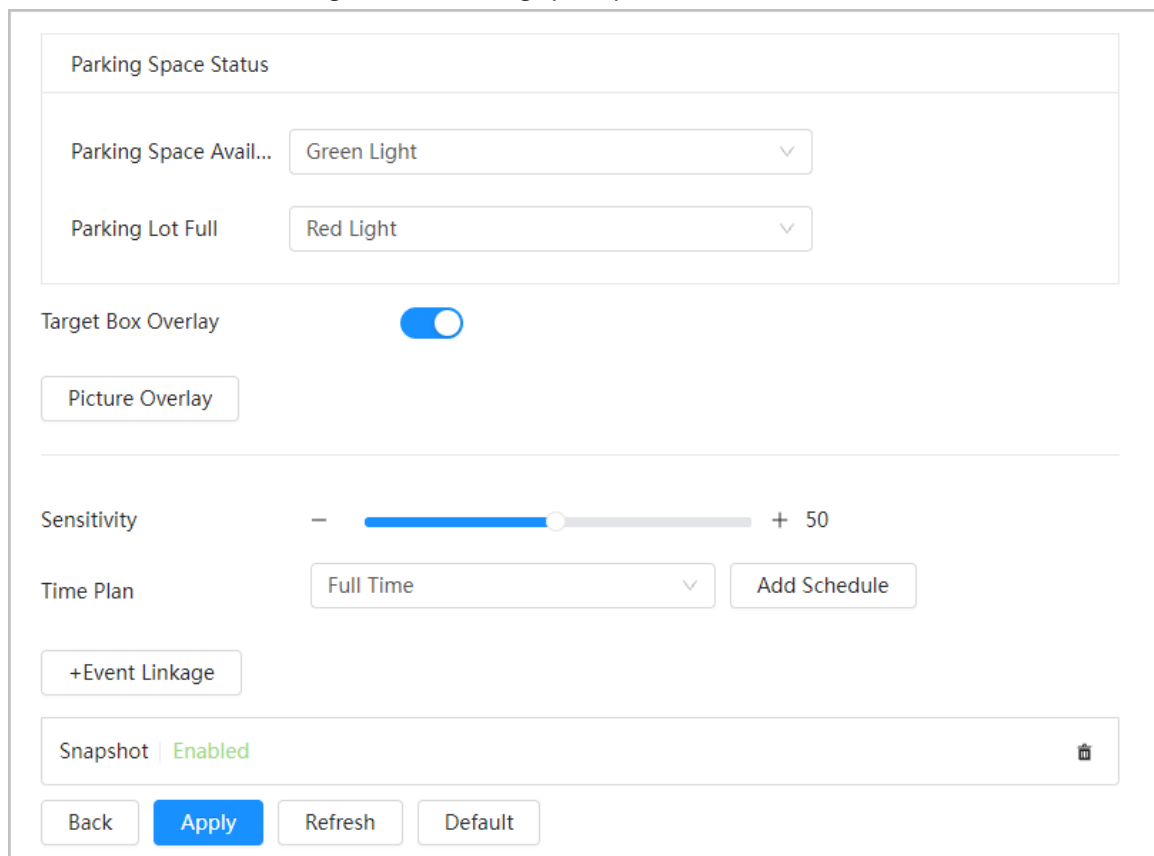 Parking Space Status
Parking Space Avail... Green Light
Parking Lot Full Red Light
Target Box Overlay
Picture Overlay
Sensitivity − + 50
Time Plan Full Time Add Schedule
+Event Linkage
Snapshot Enabled
Back Apply Refresh Default